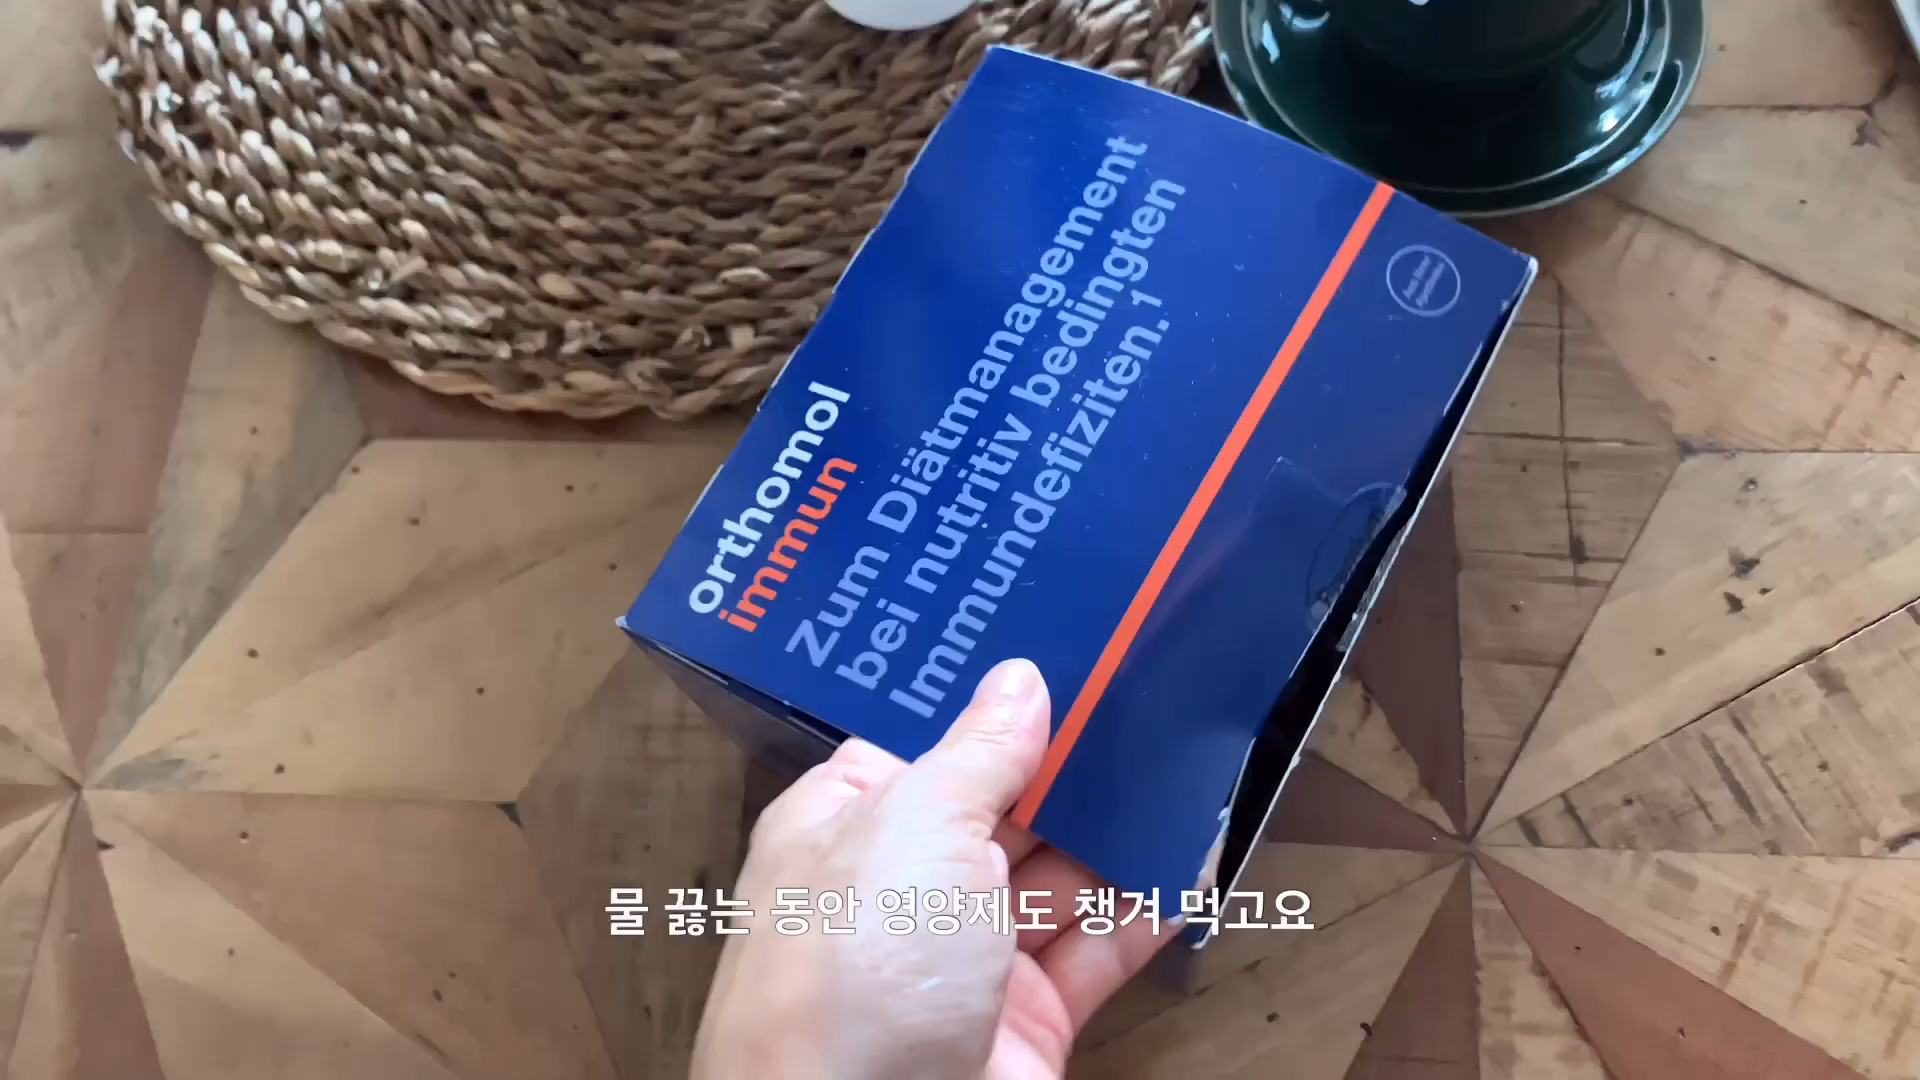 orthomol
immun
Zum Diätmanagement
bei nutritiv bedingten
Immundefiziten.¹
물 끓는 동안 영양제도 챙겨 먹고요